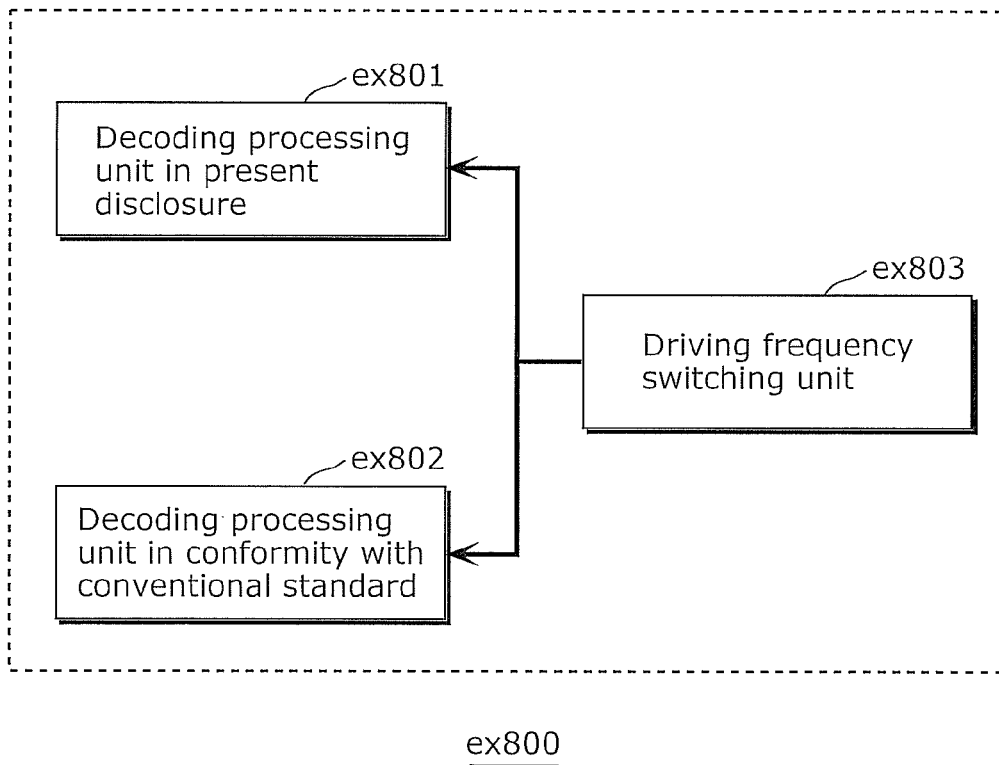 ex801
Decoding processing
unit in present
disclosure
ex803
Driving frequency
switching unit
ex802
Decoding processing
unit in conformity with
conventional standard
ex800